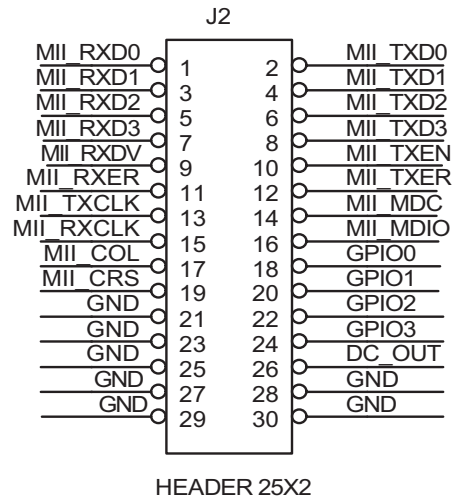 J2
MII_RXD0 1 2 MII_TXD0
MII_RXD1 3 4 MII_TXD1
MII_RXD2 5 6 MII_TXD2
MII_RXD3 7 8 MII_TXD3
MII_RXDV 9 10 MII_TXEN
MII_RXER 11 12 MII_TXER
MII_TXCLK 13 14 MII_MDC
MII_RXCLK 15 16 MII_MDIO
MII_COL 17 18 GPIO0
MII_CRS 19 20 GPIO1
GND 21 22 GPIO2
GND 23 24 GPIO3
GND 25 26 DC_OUT
GND 27 28 GND
GND 29 30 GND
HEADER 25X2